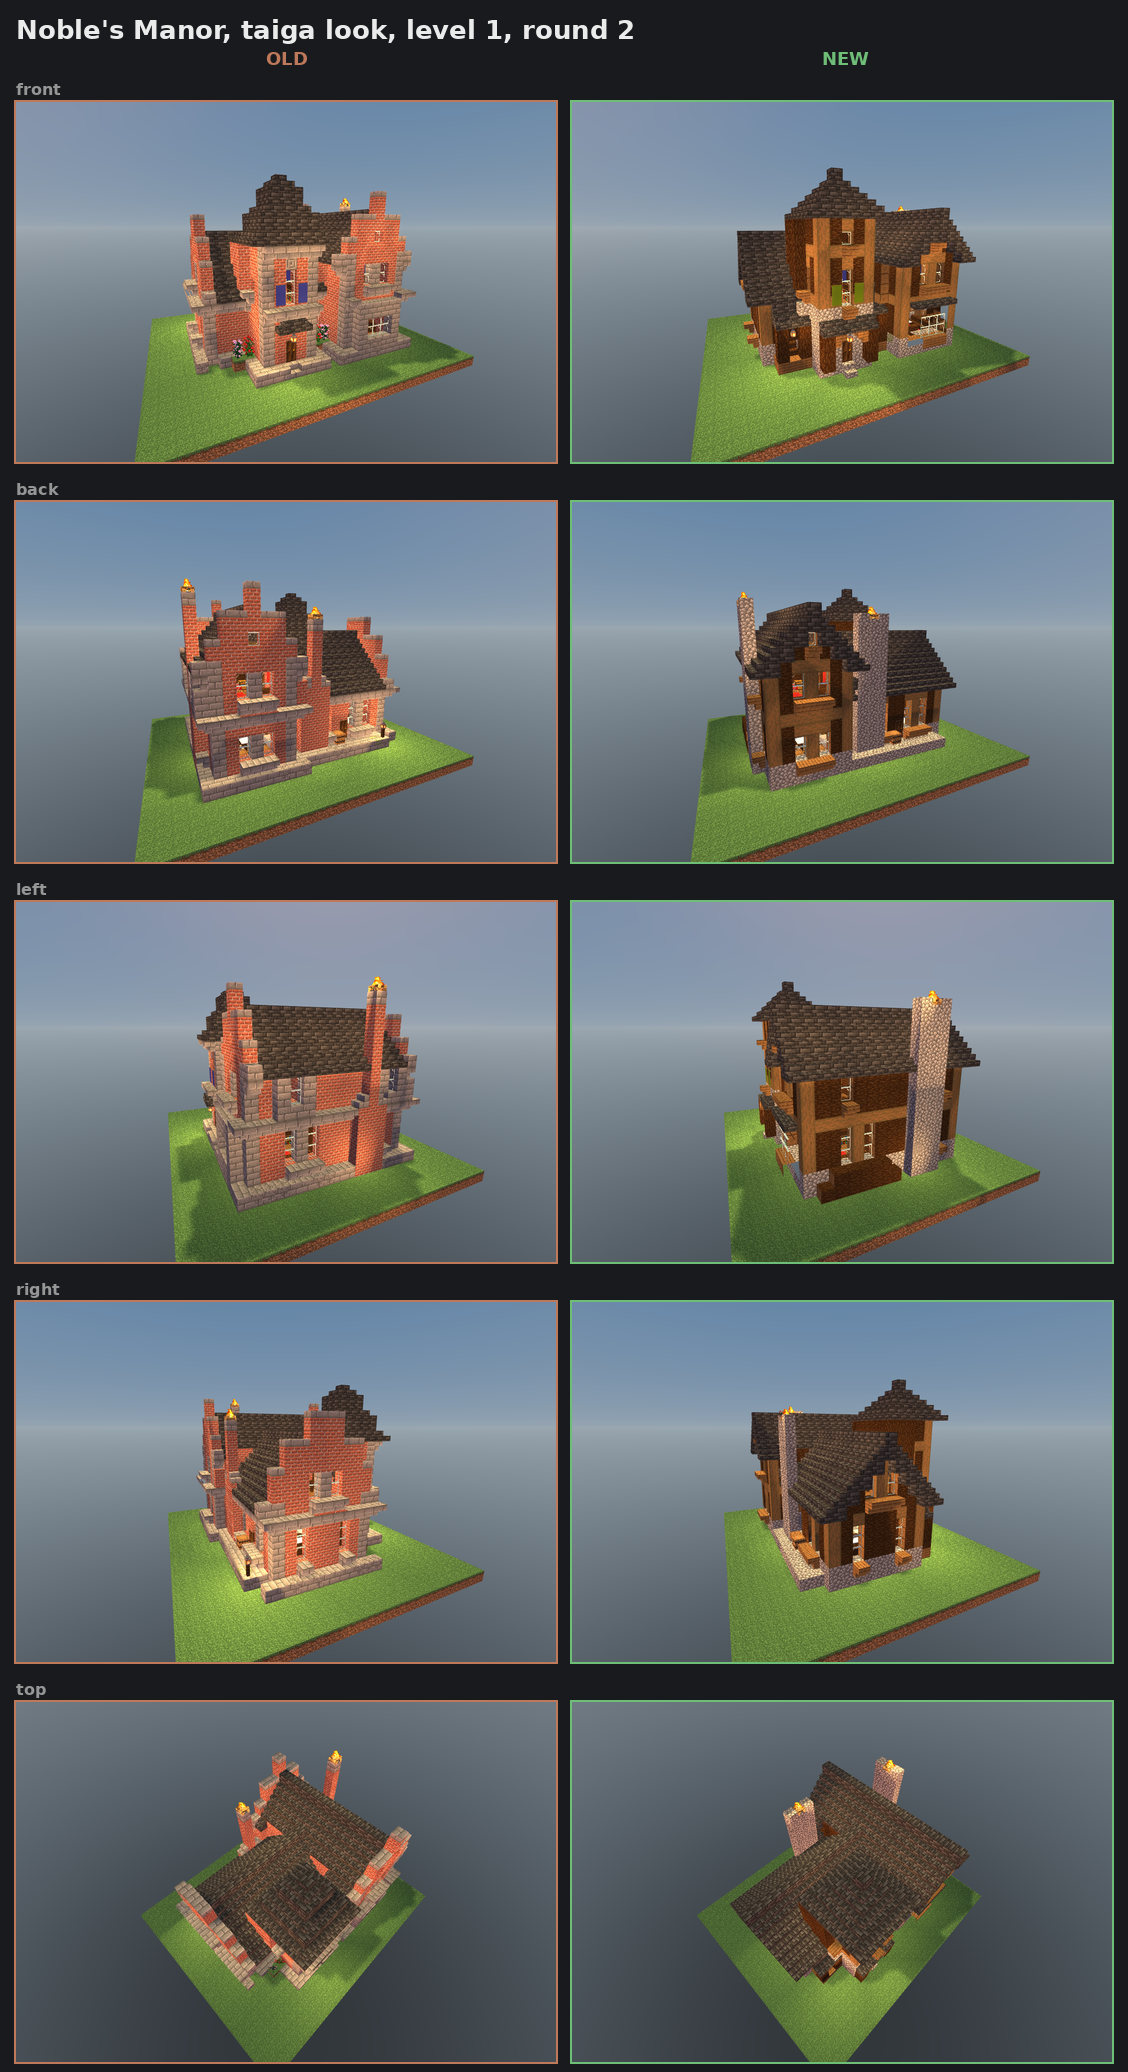 Noble's Manor, taiga look, level 1, round 2
OLD
NEW
front
back
left
right
top